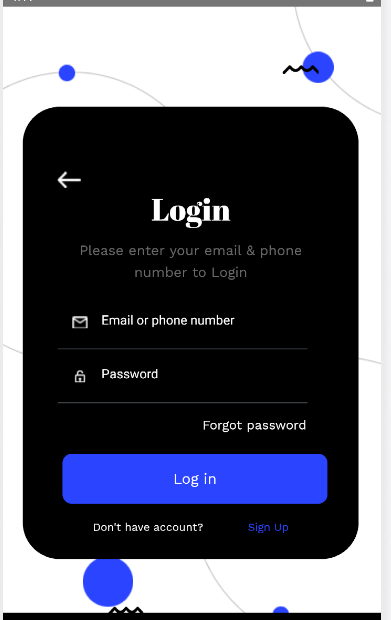 Login
Please enter your email & phone
number to Login
Email or phone number
Password
Forgot password
Log in
Don't have account? Sign Up